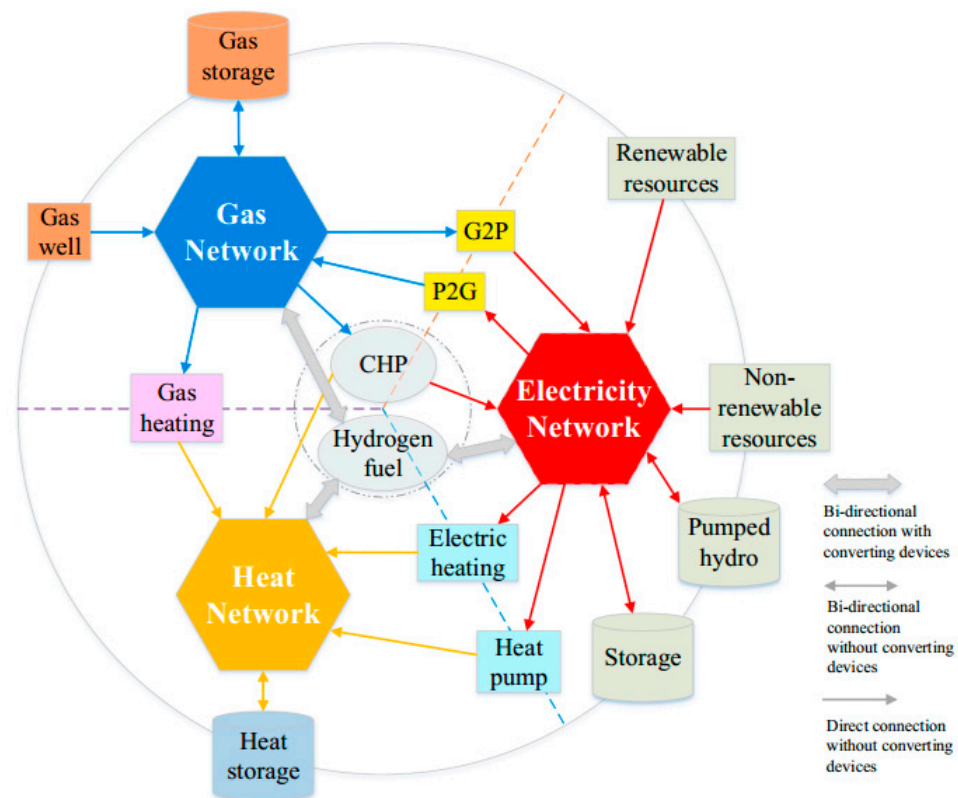 Gas
storage
Renewable
resources
Gas
well
Gas
Network
G2P
P2G
CHP
Electricity
Network
Non-
renewable
resources
Gas
heating
Hydrogen
fuel
Bi-directional
connection with
converting devices
Pumped
hydro
Electric
heating
Heat
Network
Bi-directional
connection
without converting
devices
Heat
pump
Storage
Direct connection
without converting
devices
Heat
storage